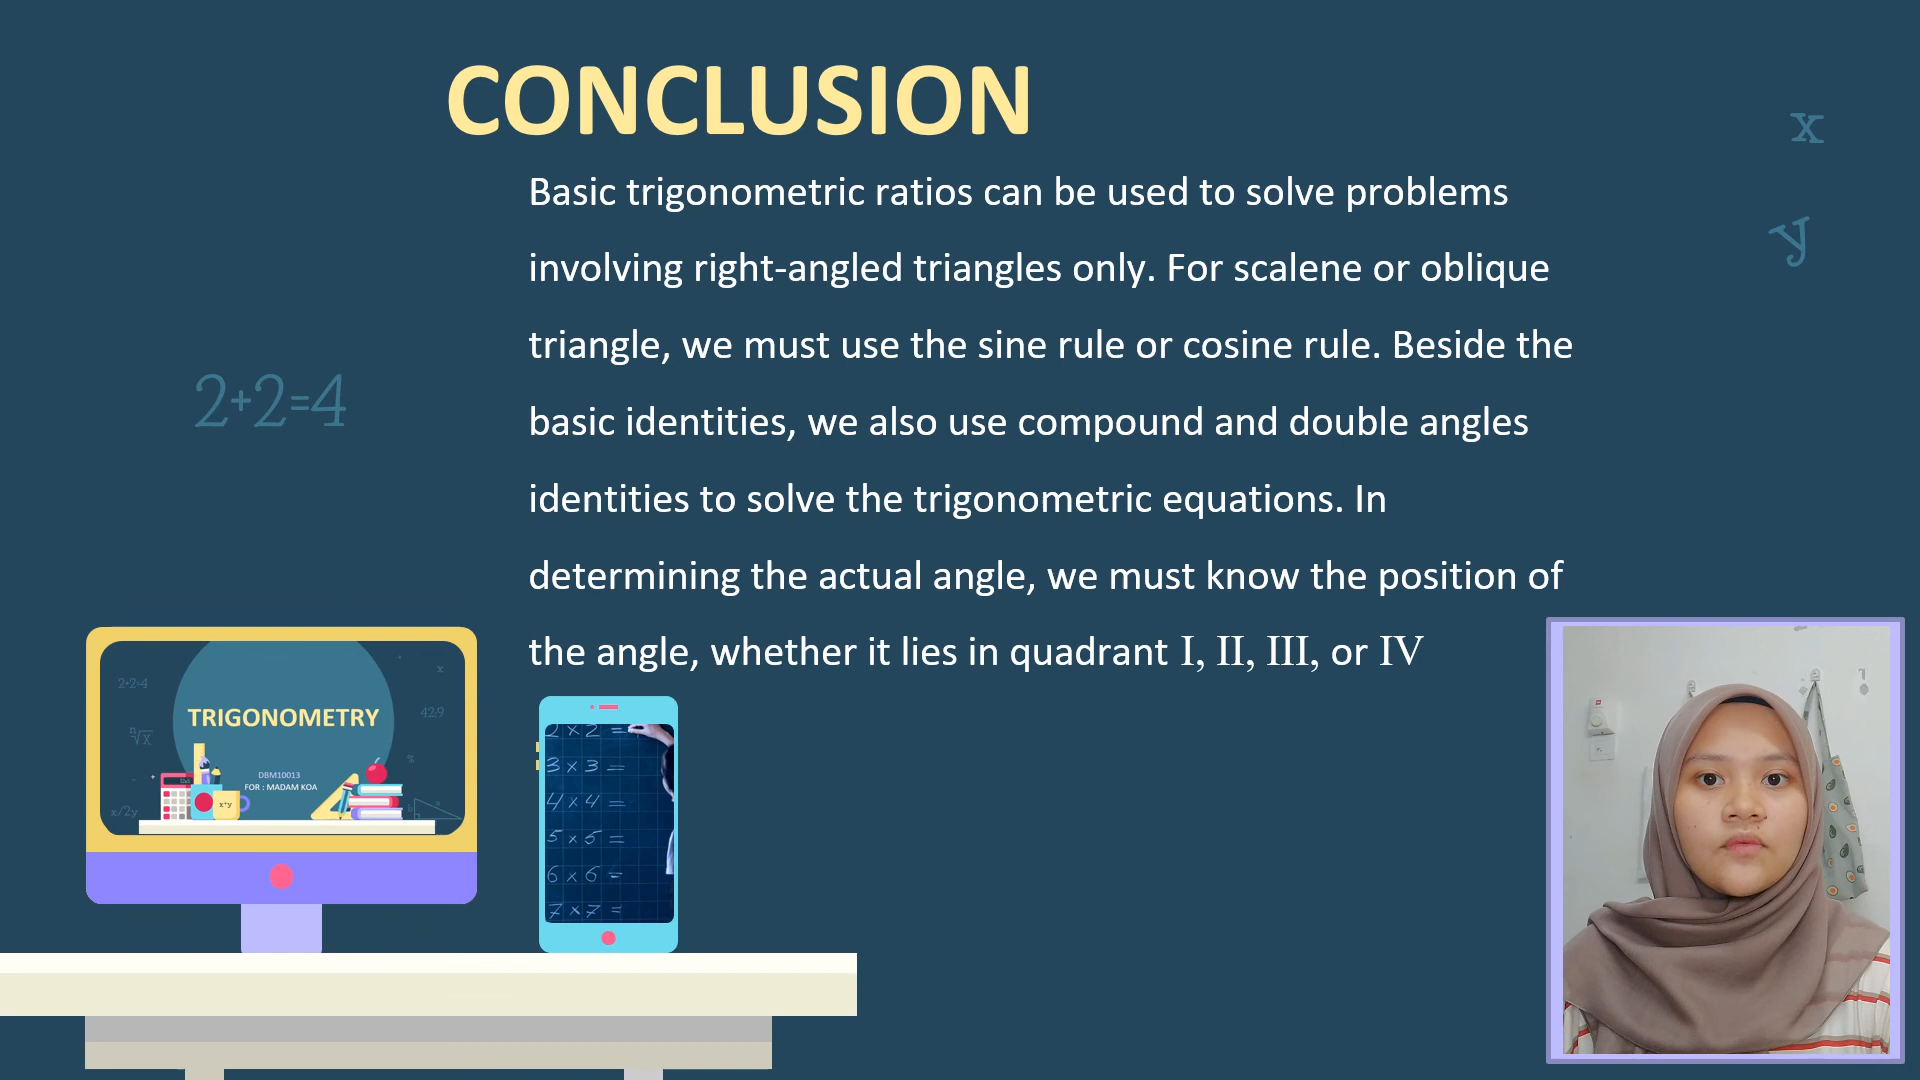 CONCLUSION
Basic trigonometric ratios can be used to solve problems
involving right-angled triangles only. For scalene or oblique
triangle, we must use the sine rule or cosine rule. Beside the
basic identities, we also use compound and double angles
identities to solve the trigonometric equations. In
determining the actual angle, we must know the position of
the angle, whether it lies in quadrant I, II, III, or IV
x
y
2+2=4
2+2=4
x
TRIGONOMETRY
42.9
n√x
%
DBM10013
FOR : MADAM KOA
x+y
x/2y
2 x 2 =
3 x 3 =
4 x 4 =
5 x 5 =
6 x 6 =
7 x 7 =